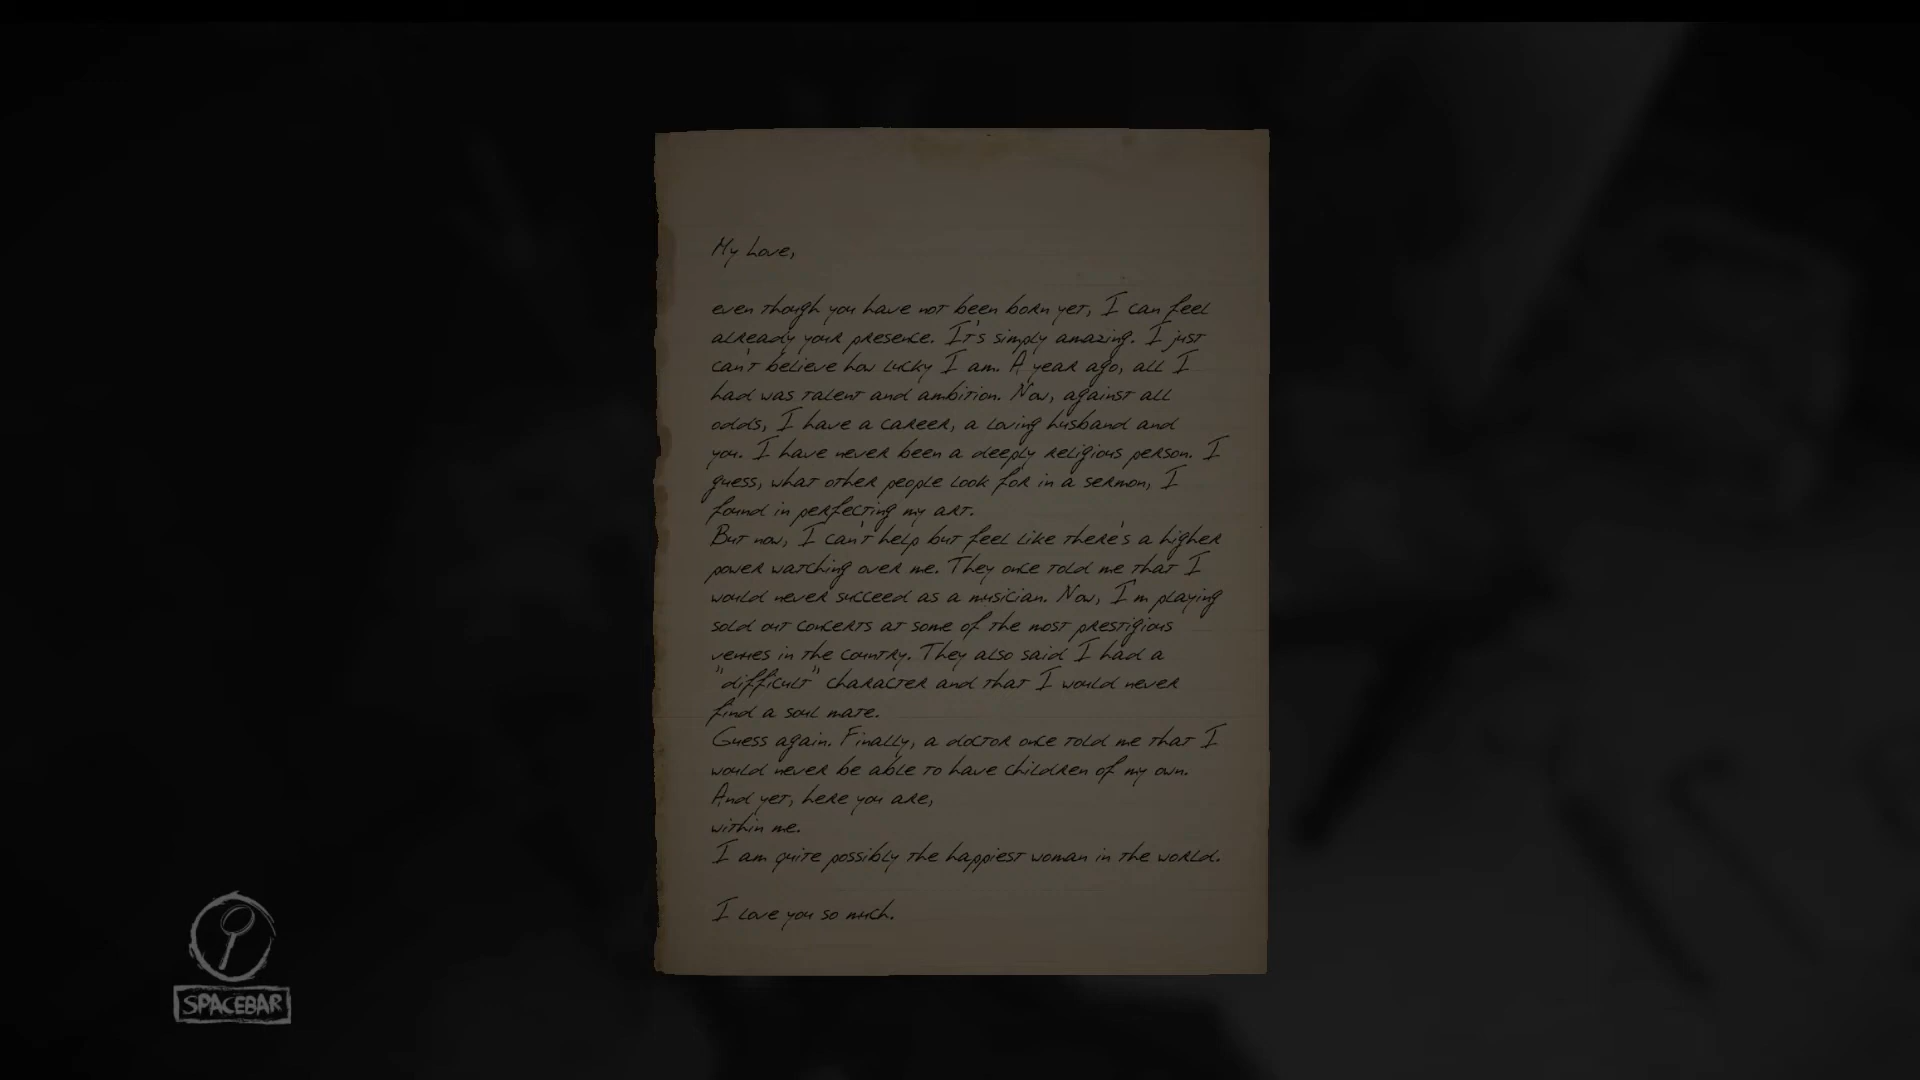 My Love,
even though you have not been born yet, I can feel
already your presence. It's simply amazing. I just
can't believe how lucky I am. A year ago, all I
had was talent and ambition. Now, against all
odds, I have a career, a loving husband and
you. I have never been a deeply religious person. I
guess, what other people look for in a sermon, I
found in perfecting my art.
But now, I can't help but feel like there's a higher
power watching over me. They once told me that I
would never succeed as a musician. Now, I'm playing
sold out concerts at some of the most prestigious
venues in the country. They also said I had a
"difficult" character and that I would never
find a soul mate.
Guess again. Finally, a doctor once told me that I
would never be able to have children of my own.
And yet, here you are,
within me.
I am quite possibly the happiest woman in the world.
I love you so much.
SPACEBAR